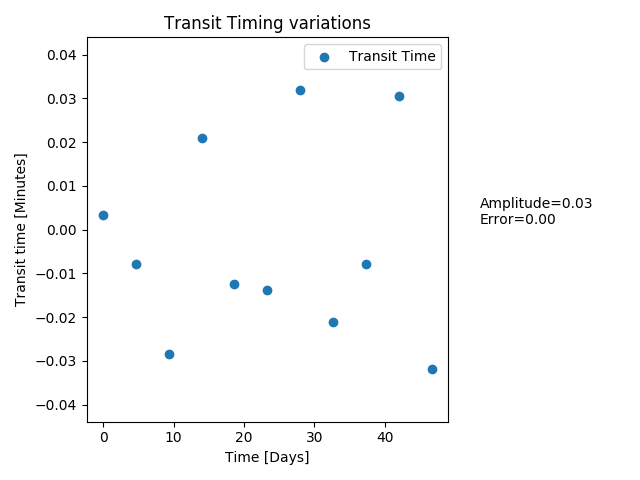 Transit Timing variations
Transit Time
0.04
0.03
0.02
0.01
0.00
−0.01
−0.02
−0.03
−0.04
Transit time [Minutes]
0
10
20
30
40
Time [Days]
Amplitude=0.03
Error=0.00